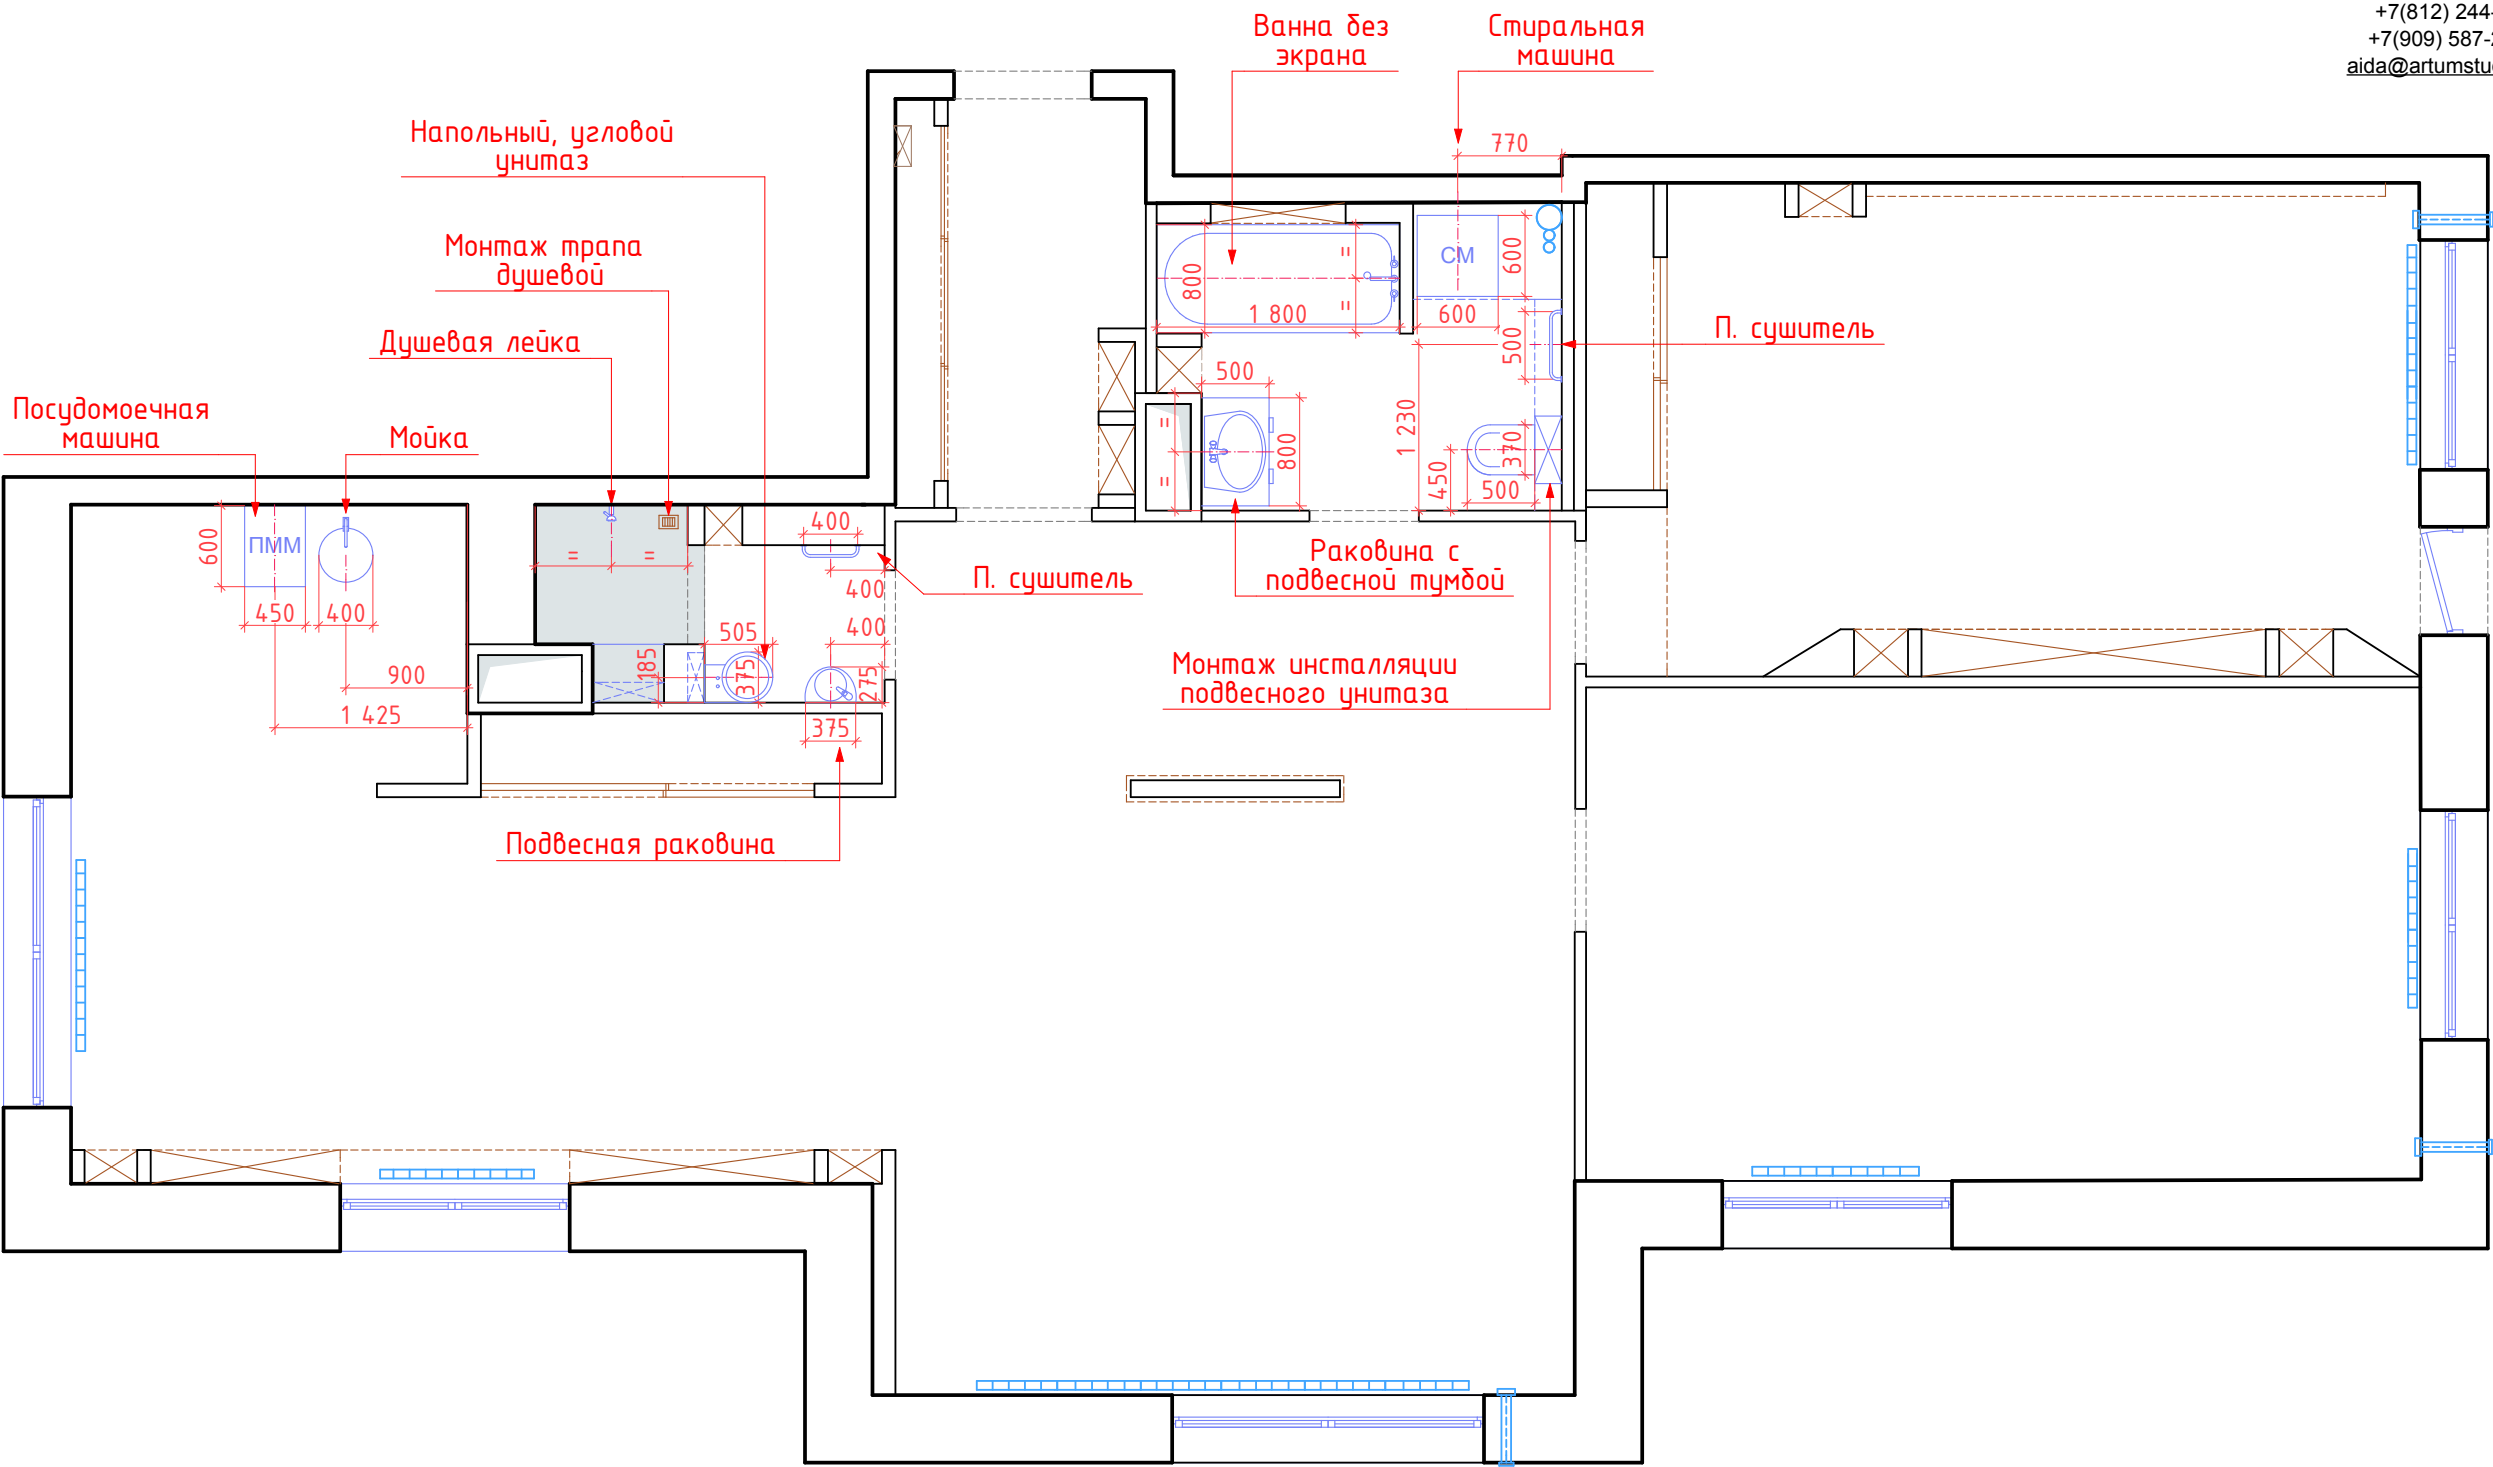 +7(812) 244-
+7(909) 587-
aida@artumstu
Ванна без
экрана
Стиральная
машина
770
Напольный, угловой
унитаз
Монтаж трапа
душевой
Душевая лейка
Посудомоечная
машина
Мойка
800
1 800
СМ
600
600
500
П. сушитель
500
800
1 230
450
370
500
600
ПММ
450
400
900
1 425
400
400
П. сушитель
505
400
185
375
275
375
Раковина с
подвесной тумбой
Монтаж инсталляции
подвесного унитаза
Подвесная раковина